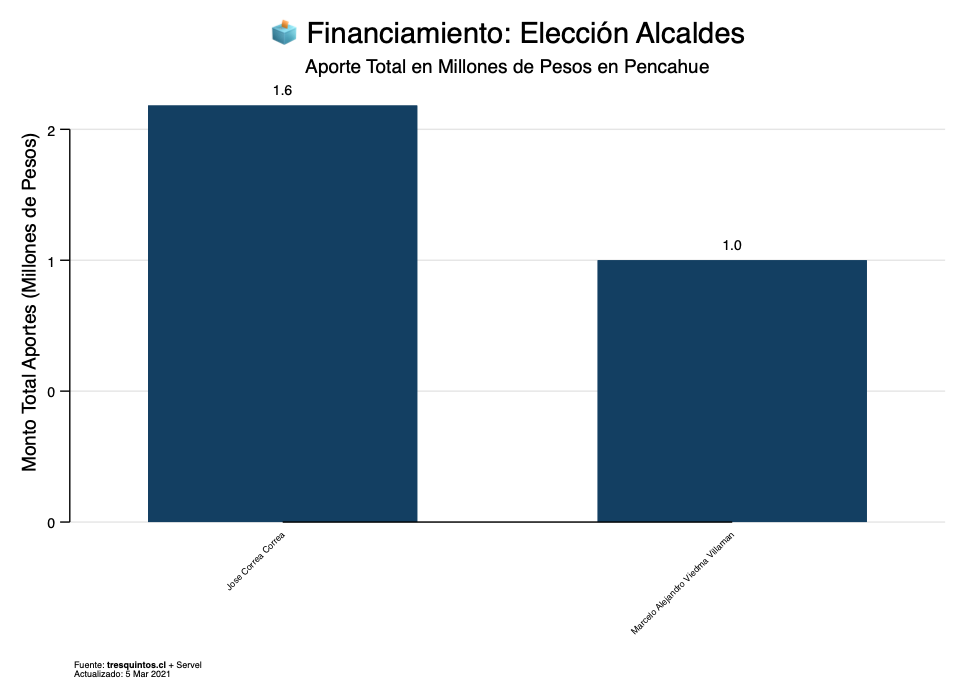 🗳️ Financiamiento: Elección Alcaldes
Aporte Total en Millones de Pesos en Pencahue
Monto Total Aportes (Millones de Pesos)
2
1
0
0
1.6
1.0
Jose Correa Correa
Marcelo Alejandro Viedma Villaman
Fuente: tresquintos.cl + Servel
Actualizado: 5 Mar 2021